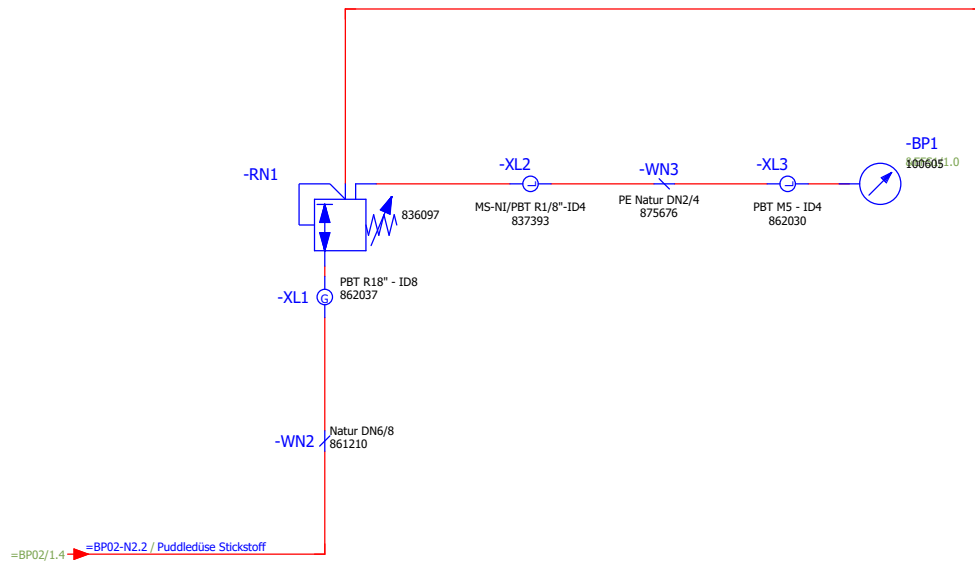 -BP1
100605
-XL2
-WN3
-XL3
-RN1
MS-NI/PBT R1/8"-ID4
837393
PE Natur DN2/4
875676
PBT M5 - ID4
862030
836097
L
L
PBT R18" - ID8
862037
-XL1
G
-WN2
Natur DN6/8
861210
=BP02-N2.2 / Puddledüse Stickstoff
=BP02/1.4